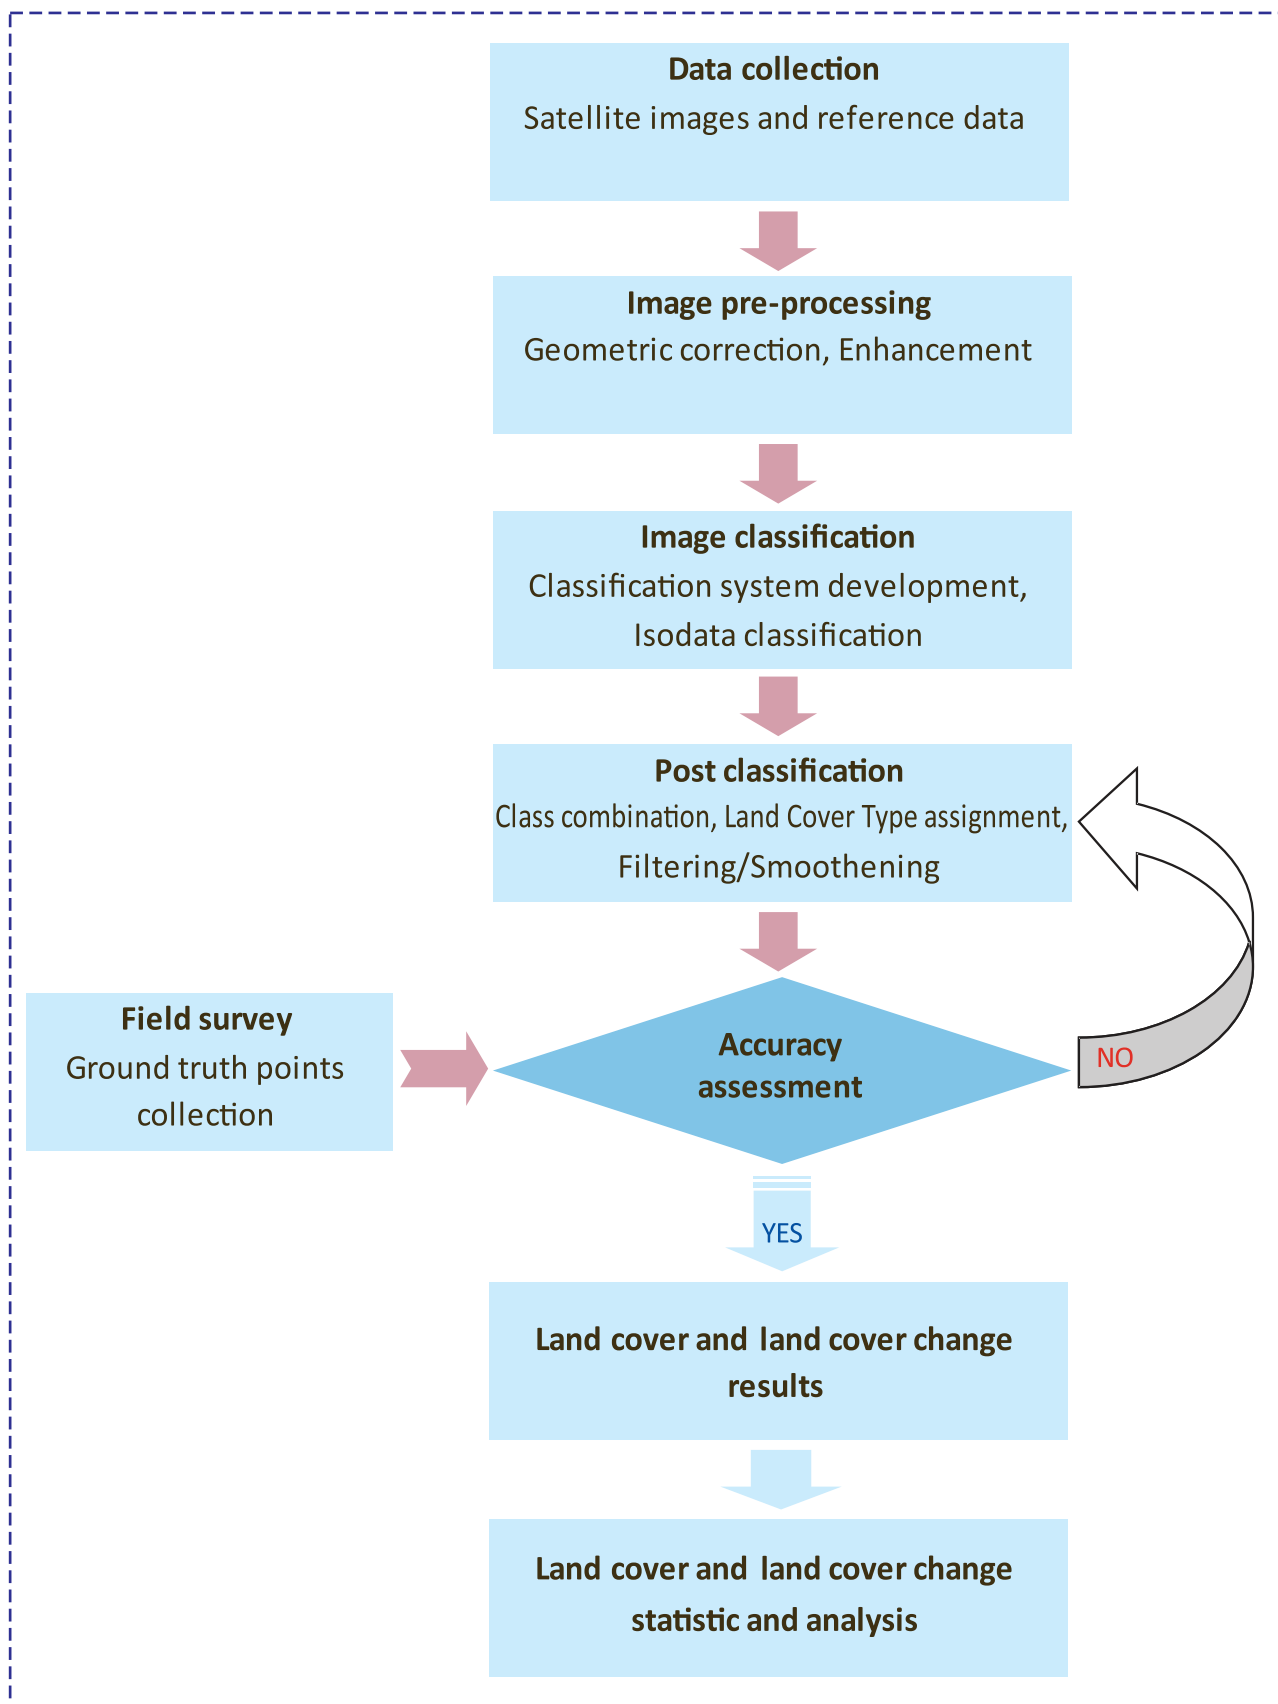 Data collection
Satellite images and reference data
Image pre-processing
Geometric correction, Enhancement
Image classification
Classification system development,
Isodata classification
Post classification
Class combination, Land Cover Type assignment,
Filtering/Smoothening
Field survey
Ground truth points
collection
Accuracy
assessment
NO
YES
Land cover and land cover change
results
Land cover and land cover change
statistic and analysis